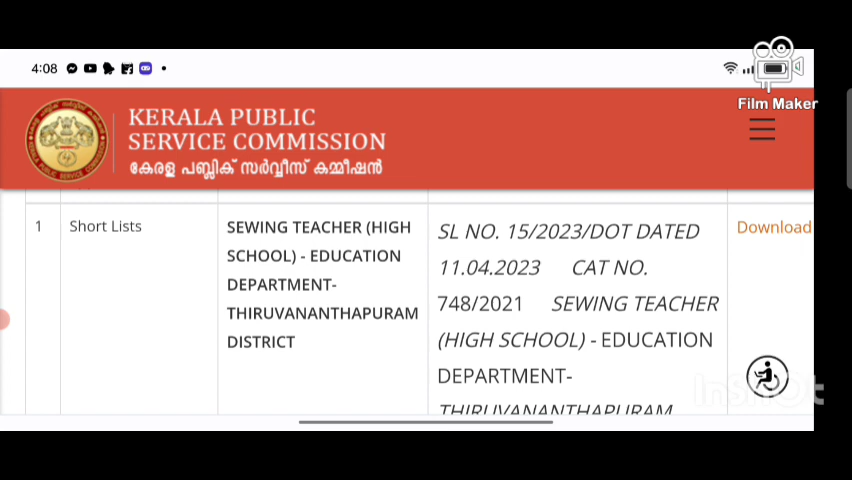 4:08
Film Maker
KERALA PUBLIC
SERVICE COMMISSION
കേരള പബ്ലിക് സർവ്വീസ് കമ്മീഷൻ
1
Short Lists
SEWING TEACHER (HIGH
SCHOOL) - EDUCATION
DEPARTMENT-
THIRUVANANTHAPURAM
DISTRICT
SL NO. 15/2023/DOT DATED
11.04.2023 CAT NO.
748/2021 SEWING TEACHER
(HIGH SCHOOL) - EDUCATION
DEPARTMENT-
THIRUVANANTHAPURAM
Download
InShOt